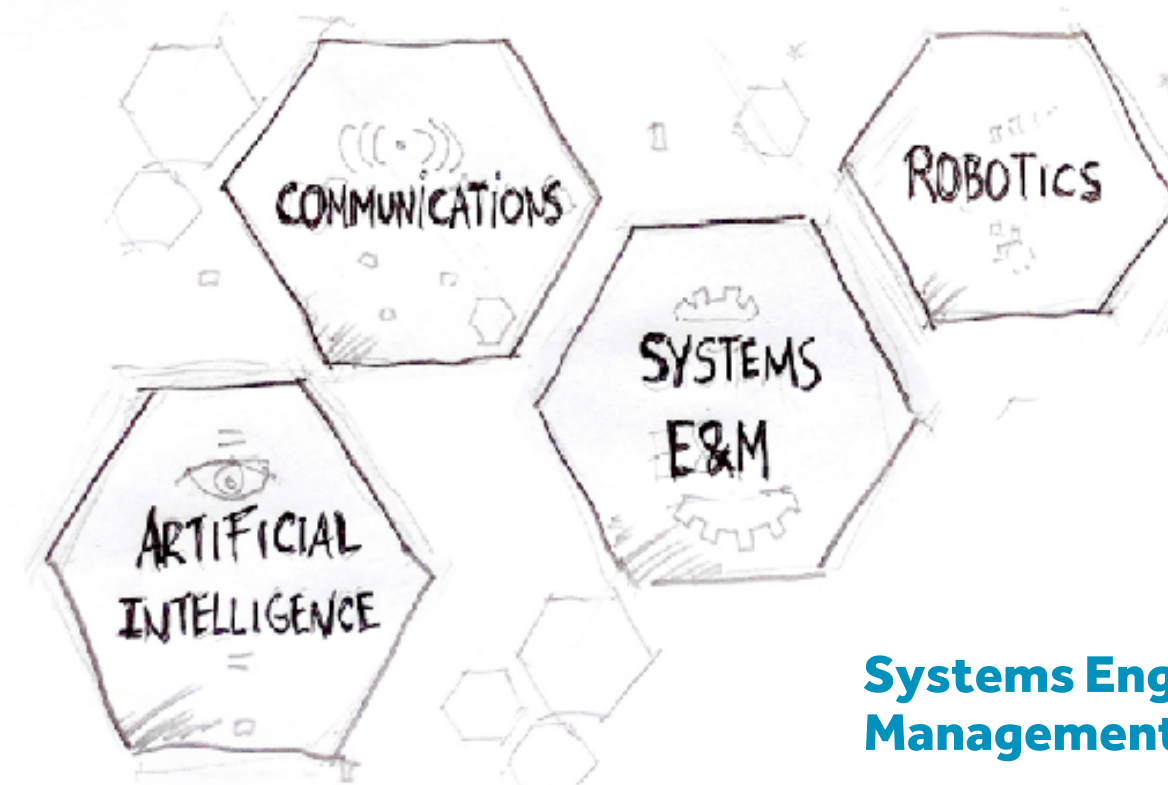 COMMUNiCATiONS
ROBOTiCS
SYSTEMS
E&M
ARTIFICIAL
INTELLIGENCE
Systems Eng
Management